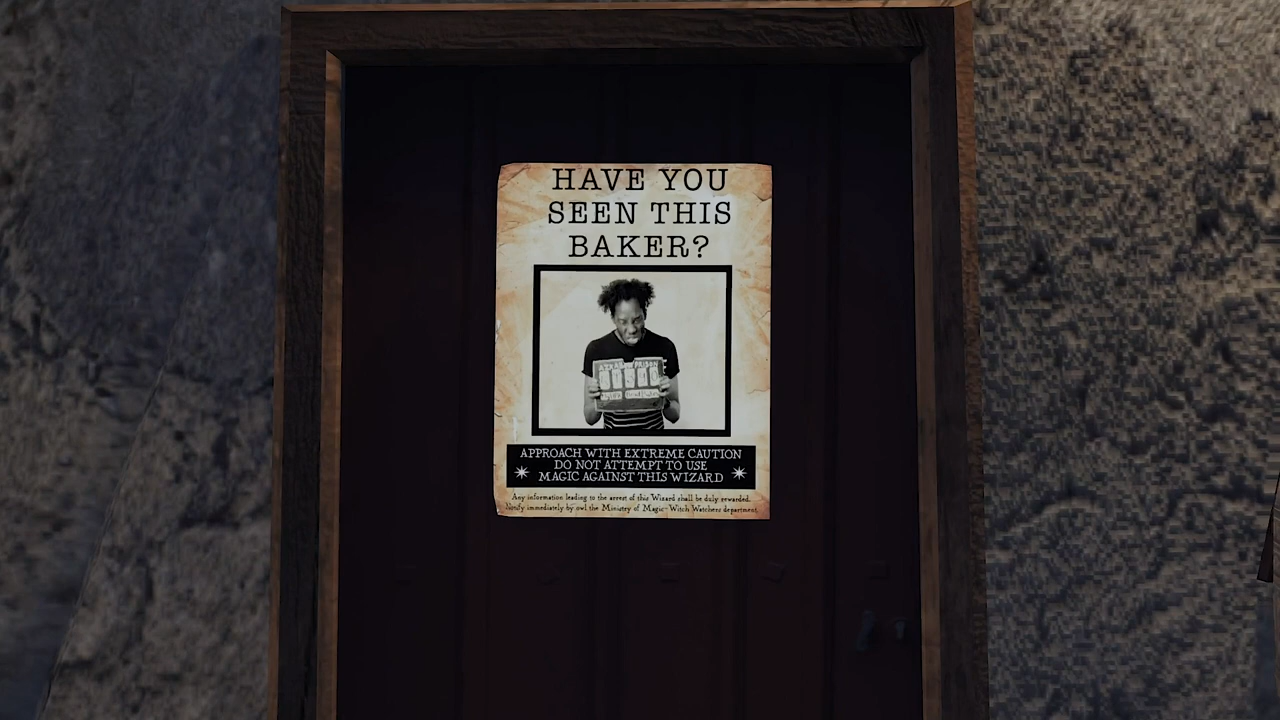 HAVE YOU
SEEN THIS
BAKER?
AZKABAN PRISON
APPROACH WITH EXTREME CAUTION
DO NOT ATTEMPT TO USE
MAGIC AGAINST THIS WIZARD
Any information leading to the arrest of this Wizard shall be duly rewarded.
Notify immediately by owl the Ministry of Magic-Witch Watchers department